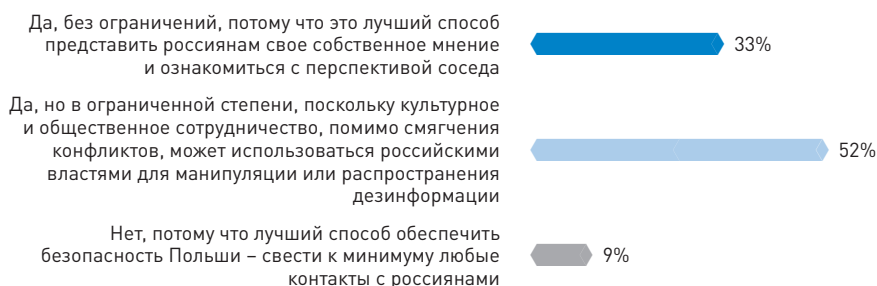 Да, без ограничений, потому что это лучший способ
представить россиянам свое собственное мнение
и ознакомиться с перспективой соседа
33%
Да, но в ограниченной степени, поскольку культурное
и общественное сотрудничество, помимо смягчения
конфликтов, может использоваться российскими
властями для манипуляции или распространения
дезинформации
52%
Нет, потому что лучший способ обеспечить
безопасность Польши – свести к минимуму любые
контакты с россиянами
9%